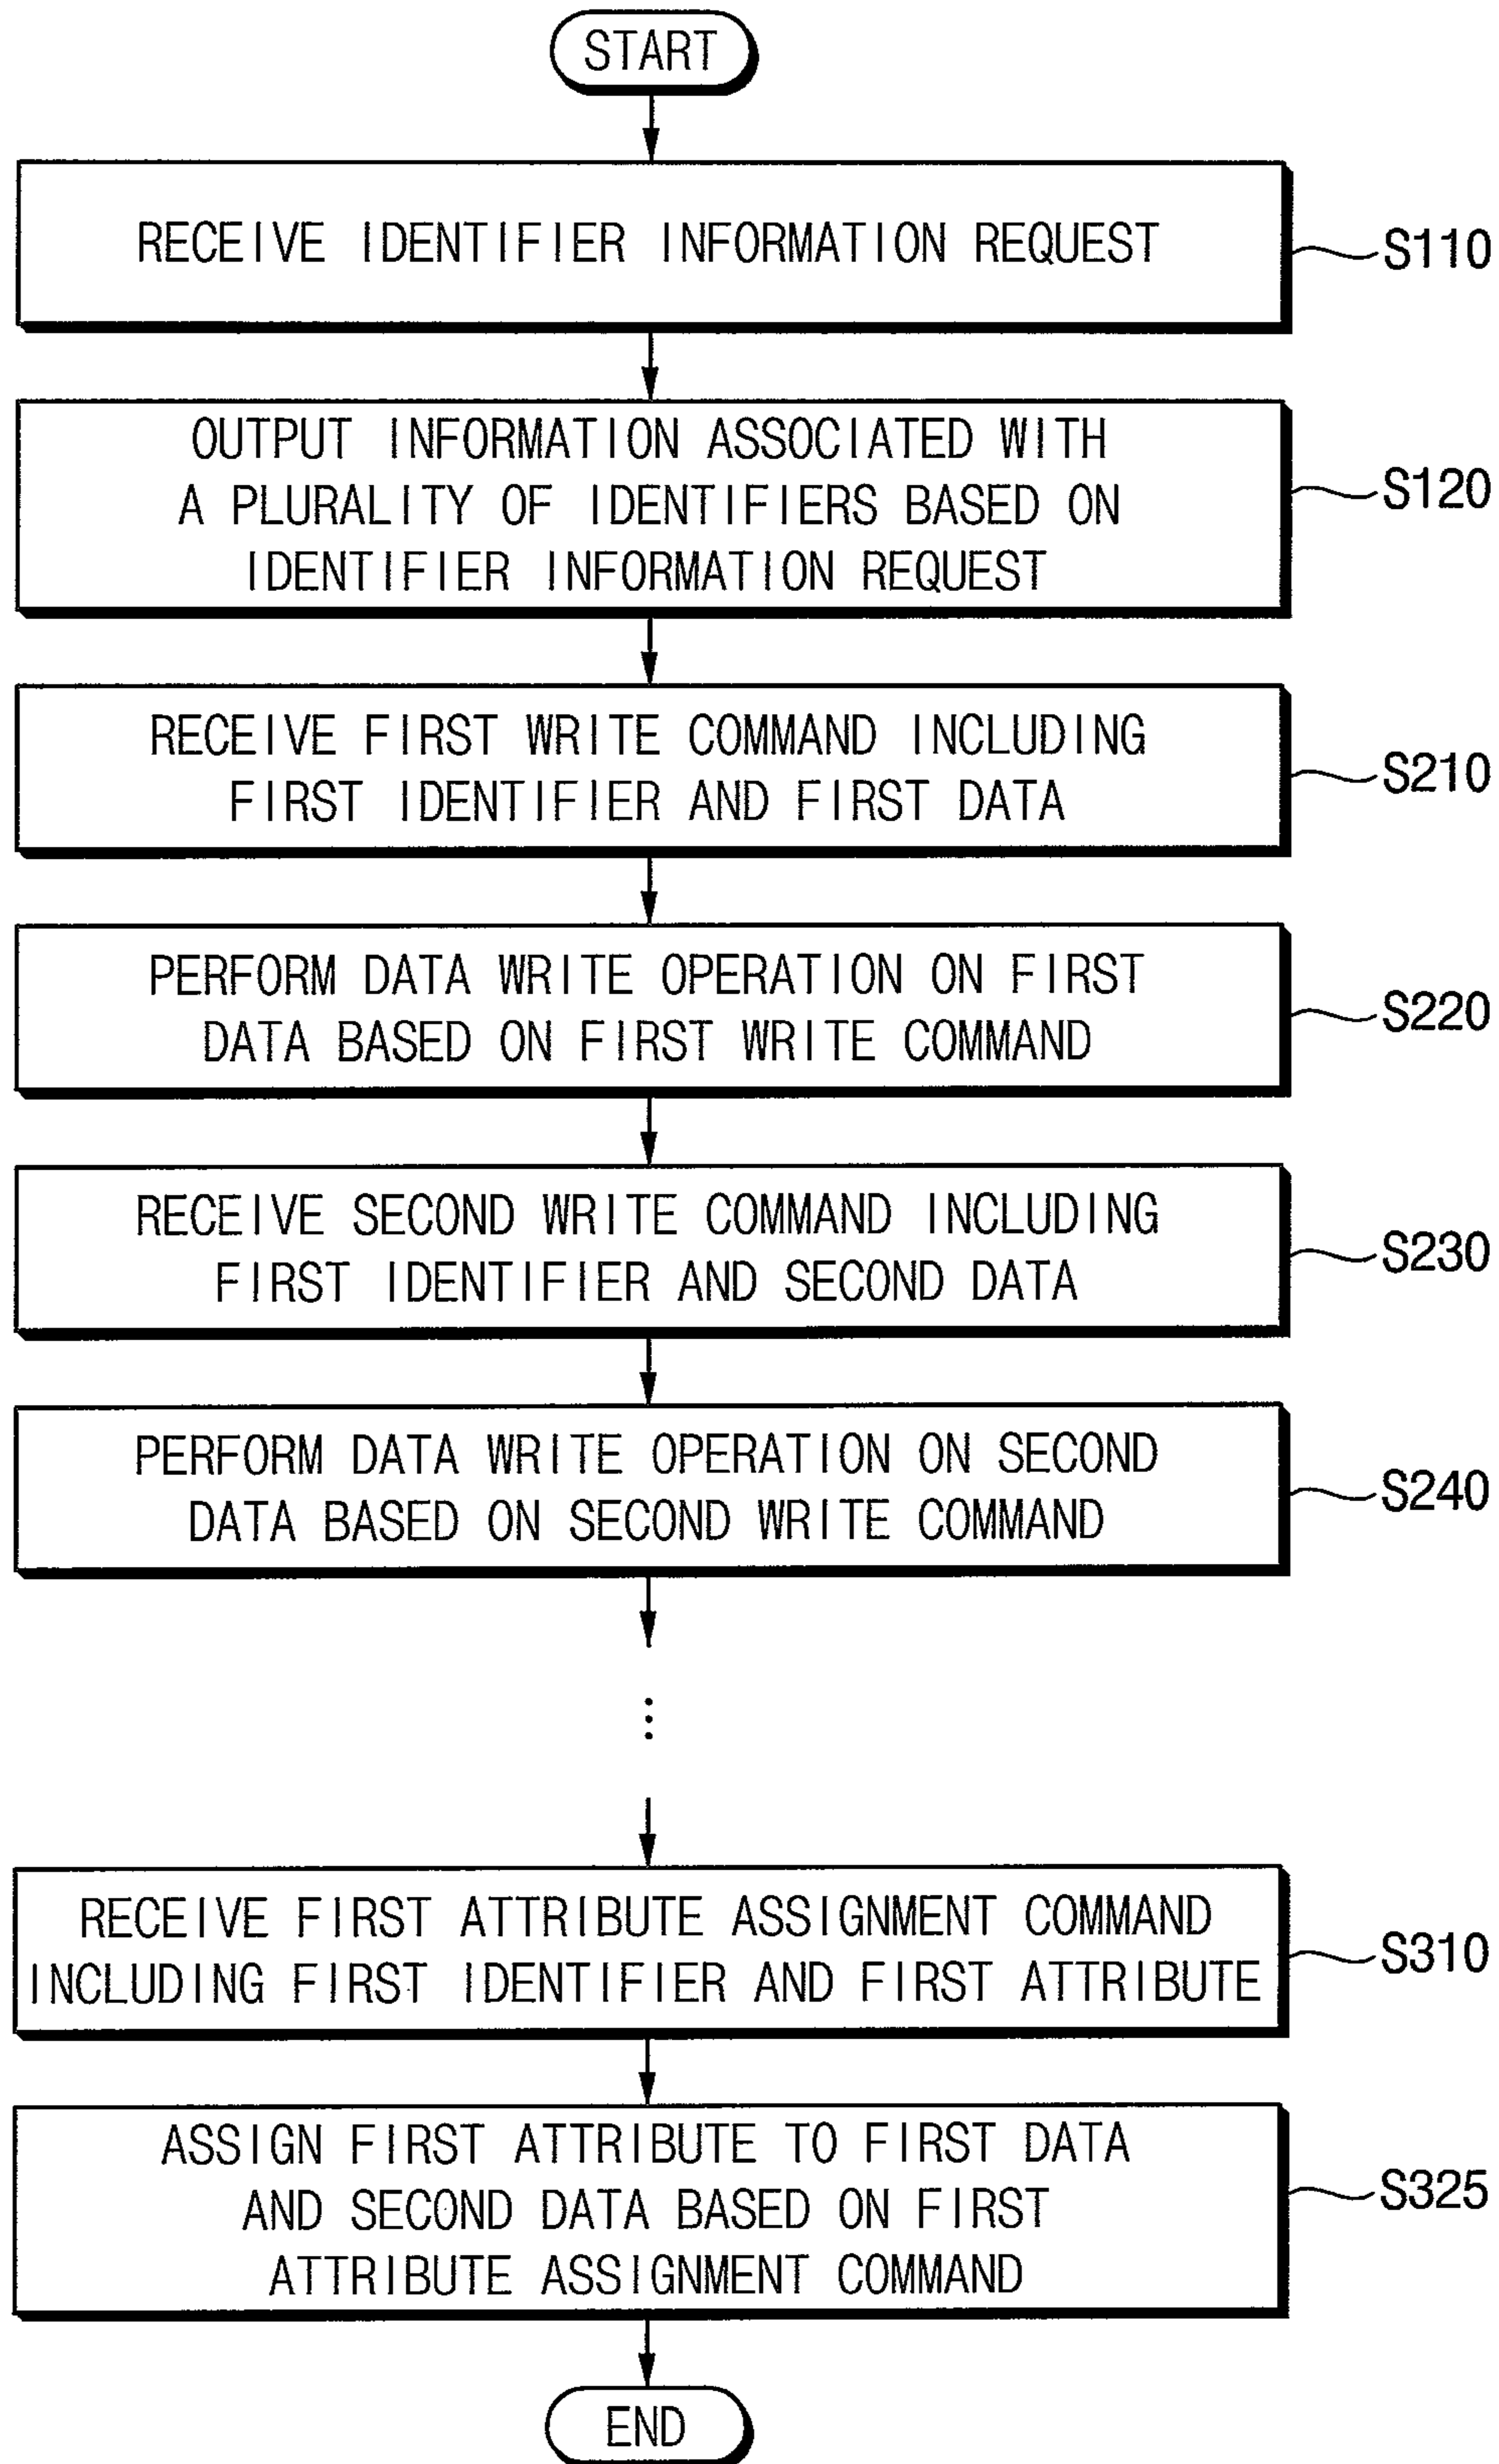 START
RECEIVE IDENTIFIER INFORMATION REQUEST
S110
OUTPUT INFORMATION ASSOCIATED WITH
A PLURALITY OF IDENTIFIERS BASED ON
IDENTIFIER INFORMATION REQUEST
S120
RECEIVE FIRST WRITE COMMAND INCLUDING
FIRST IDENTIFIER AND FIRST DATA
S210
PERFORM DATA WRITE OPERATION ON FIRST
DATA BASED ON FIRST WRITE COMMAND
S220
RECEIVE SECOND WRITE COMMAND INCLUDING
FIRST IDENTIFIER AND SECOND DATA
S230
PERFORM DATA WRITE OPERATION ON SECOND
DATA BASED ON SECOND WRITE COMMAND
S240
RECEIVE FIRST ATTRIBUTE ASSIGNMENT COMMAND
INCLUDING FIRST IDENTIFIER AND FIRST ATTRIBUTE
S310
ASSIGN FIRST ATTRIBUTE TO FIRST DATA
AND SECOND DATA BASED ON FIRST
ATTRIBUTE ASSIGNMENT COMMAND
S325
END